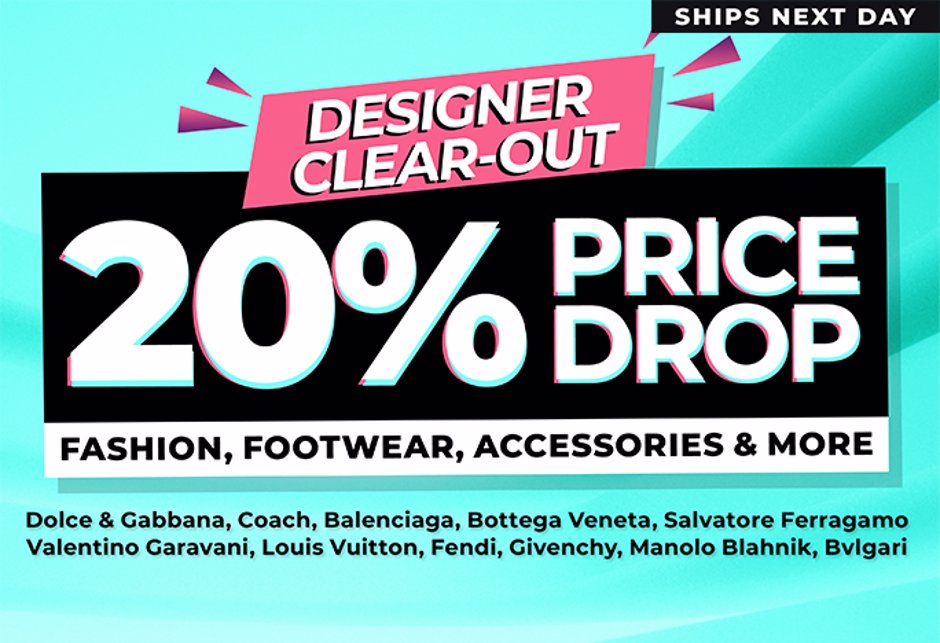 SHIPS NEXT DAY
DESIGNER
CLEAR-OUT
20% PRICE
DROP
FASHION, FOOTWEAR, ACCESSORIES & MORE
Dolce & Gabbana, Coach, Balenciaga, Bottega Veneta, Salvatore Ferragamo
Valentino Garavani, Louis Vuitton, Fendi, Givenchy, Manolo Blahnik, Bvlgari